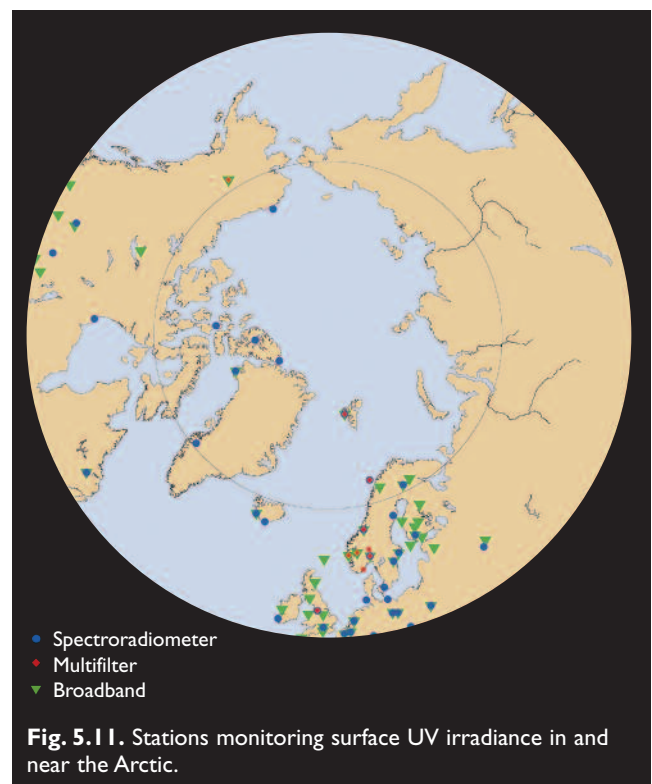 Spectroradiometer
Multifilter
Broadband
Fig. 5.11. Stations monitoring surface UV irradiance in and
near the Arctic.